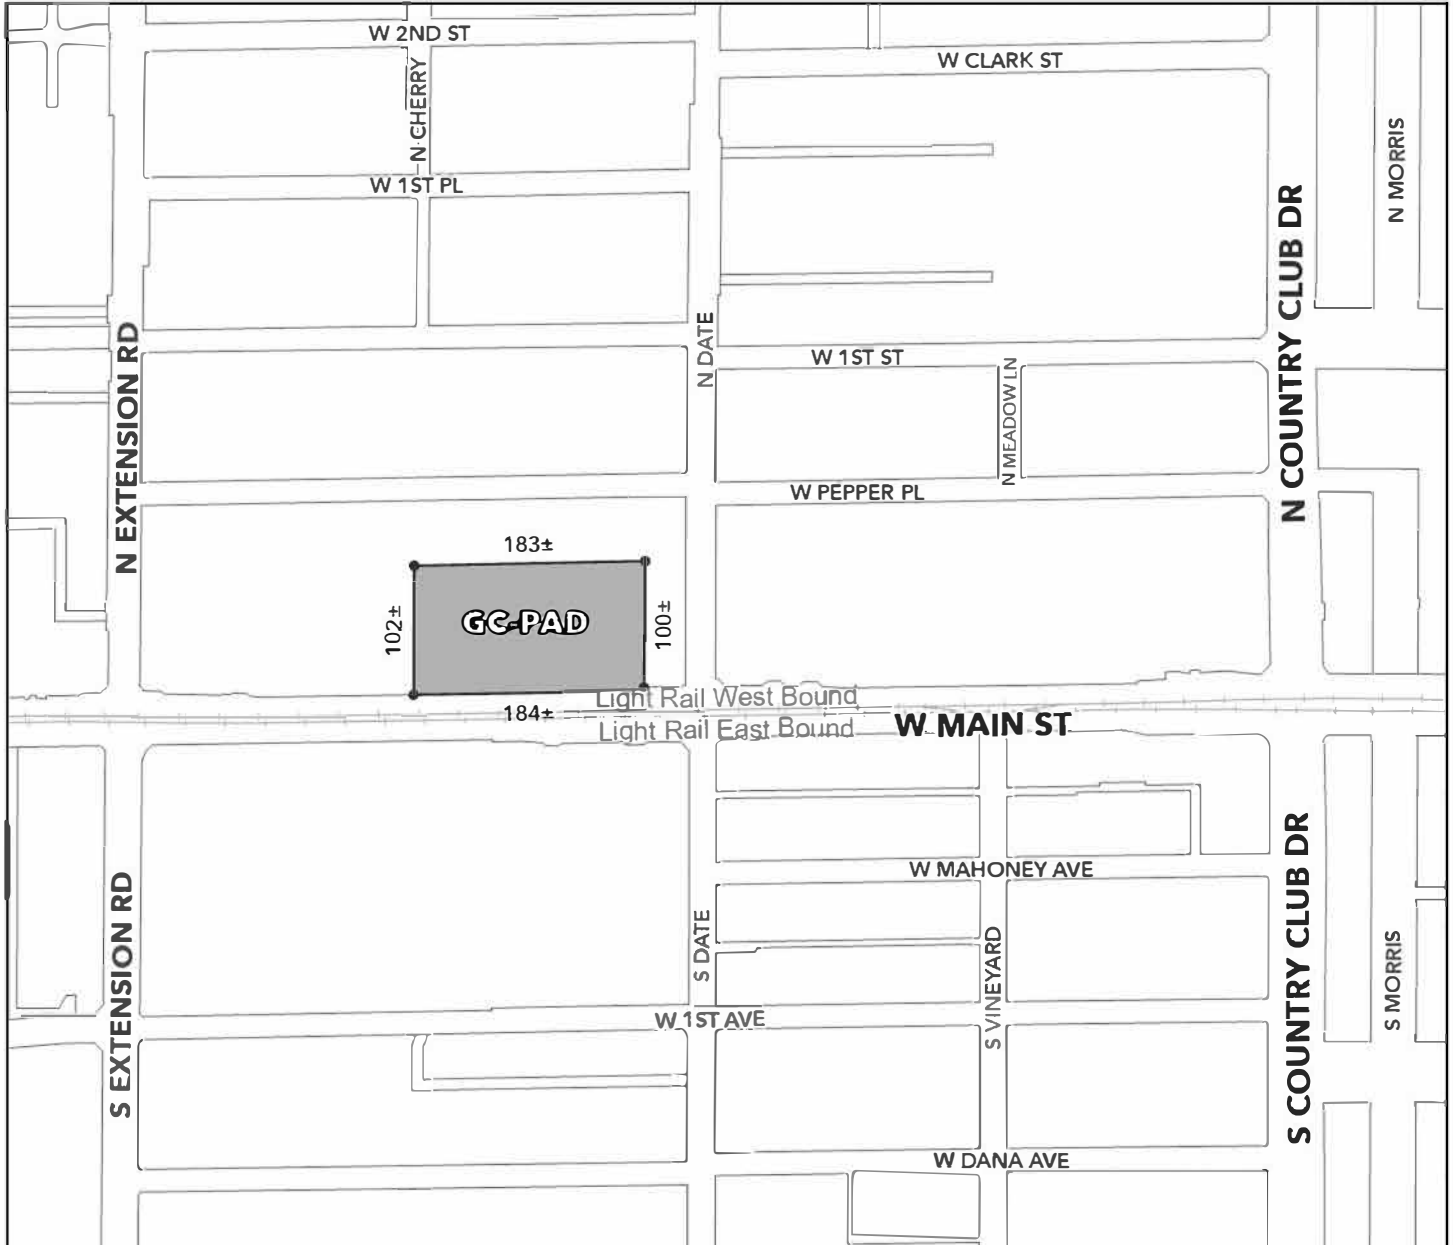 W 2ND ST
W CLARK ST
N CHERRY
N MORRIS
W 1ST PL
N COUNTRY CLUB DR
N EXTENSION RD
N DATE
W 1ST ST
N MEADOW LN
W PEPPER PL
183±
102±
GC-PAD
100±
184±
Light Rail West Bound
Light Rail East Bound
W MAIN ST
S COUNTRY CLUB DR
W MAHONEY AVE
S EXTENSION RD
S DATE
S VINEYARD
S MORRIS
W 1ST AVE
W DANA AVE